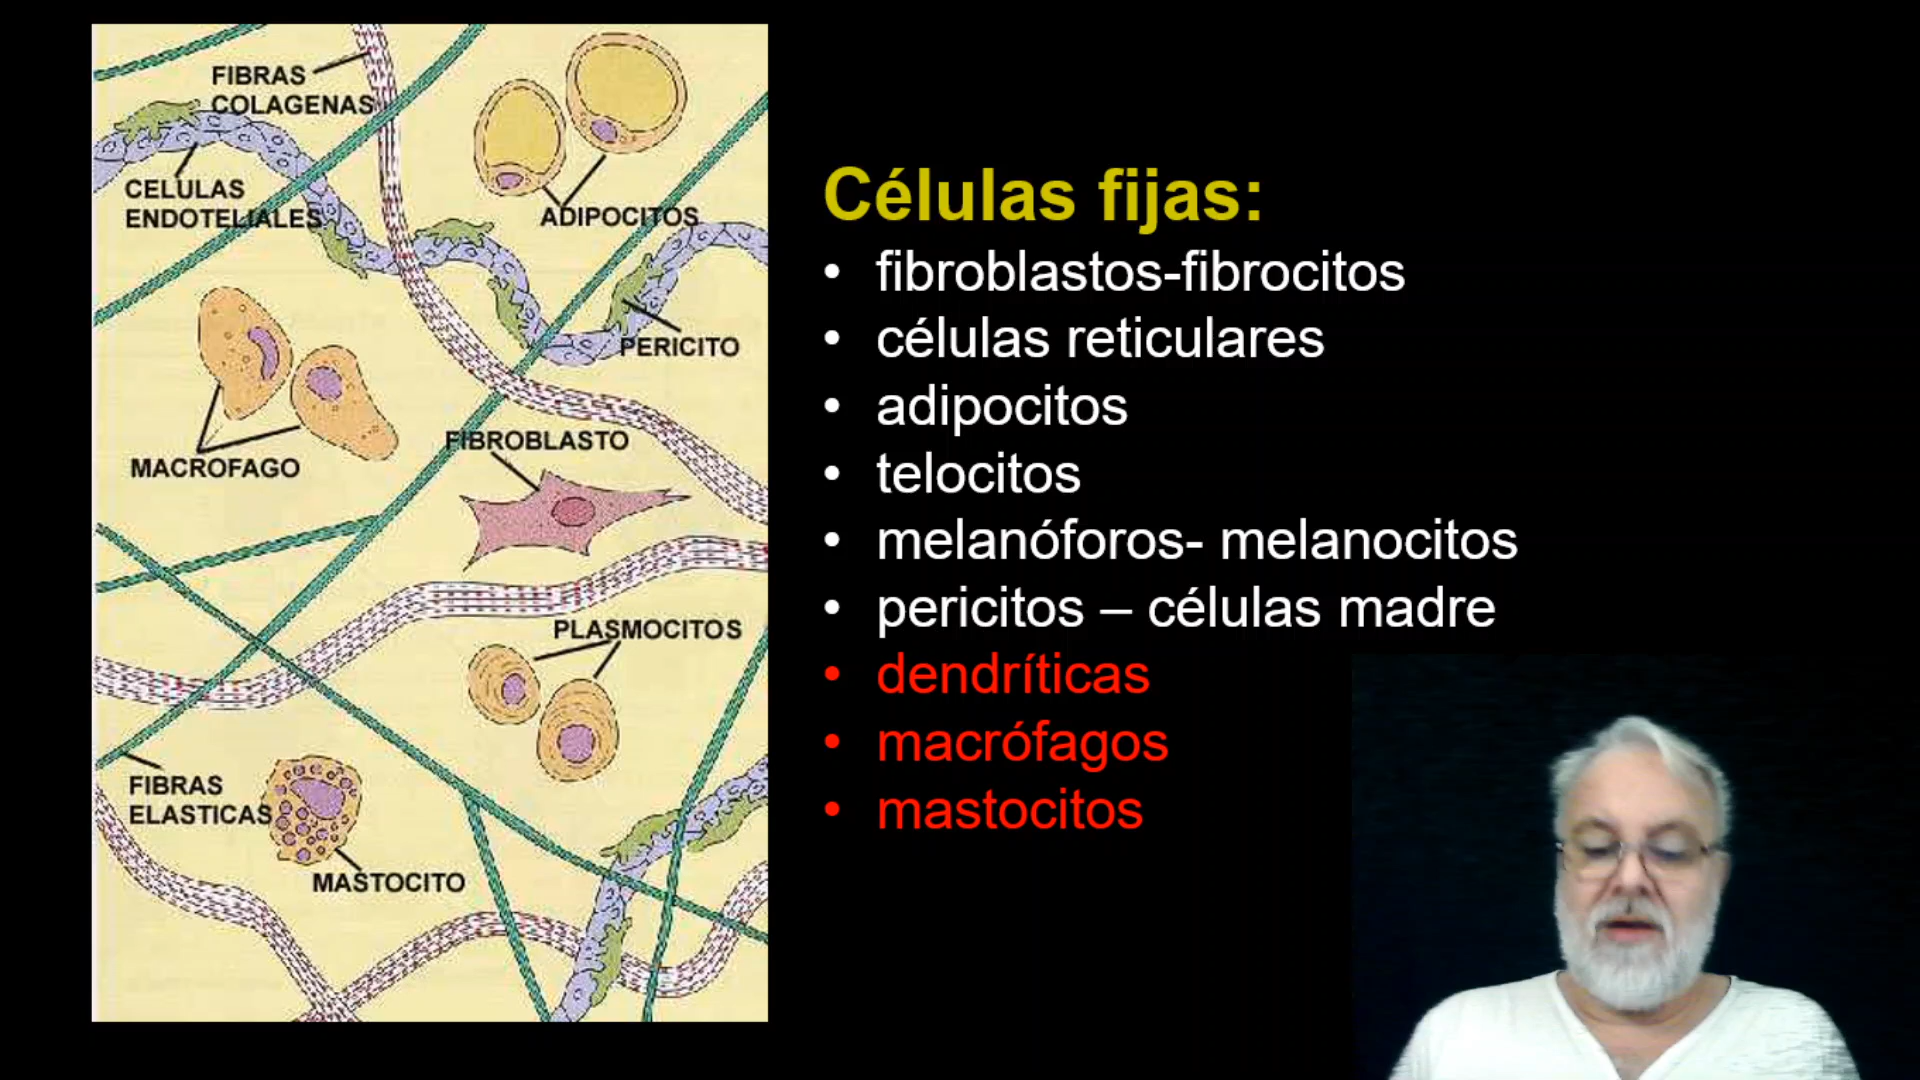 FIBRAS
COLAGENAS
CELULAS
ENDOTELIALES
ADIPOCITOS
PERICITO
MACROFAGO
FIBROBLASTO
PLASMOCITOS
FIBRAS
ELASTICAS
MASTOCITO
Células fijas:
• fibroblastos-fibrocitos
• células reticulares
• adipocitos
• telocitos
• melanóforos- melanocitos
• pericitos – células madre
• dendríticas
• macrófagos
• mastocitos